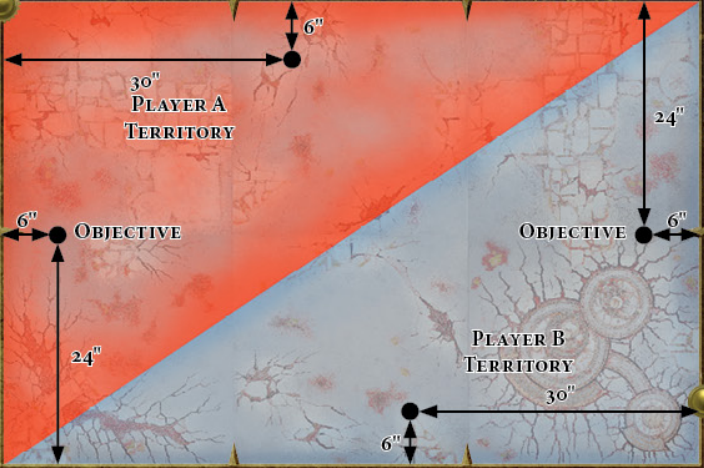 6"
30"
PLAYER A
TERRITORY
24"
6"
OBJECTIVE
OBJECTIVE
6"
24"
PLAYER B
TERRITORY
30"
6"